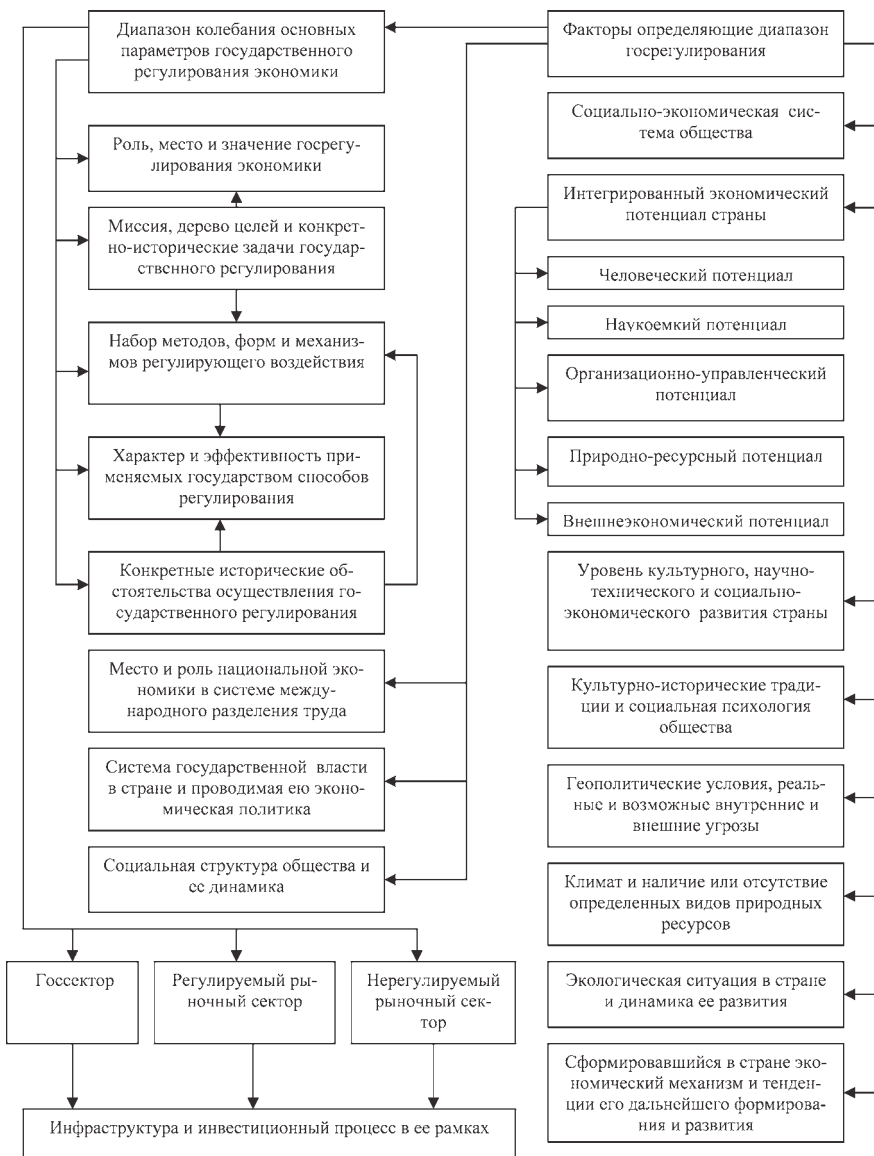 Диапазон колебания основных
параметров государственного
регулирования экономики
Роль, место и значение госрегу-
лирования экономики
Миссия, дерево целей и конкрет-
но-исторические задачи государ-
ственного регулирования
Набор методов, форм и механиз-
мов регулирующего воздействия
Характер и эффективность при-
меняемых государством способов
регулирования
Конкретные исторические об-
стоятельства осуществления го-
сударственного регулирования
Место и роль национальной эко-
номики в системе между-
народного разделения труда
Система государственной власти
в стране и проводимая ею эконо-
мическая политика
Социальная структура общества и
ее динамика
Госсектор
Регулируемый ры-
ночный сектор
Нерегулируемый
рыночный сек-
тор
Инфраструктура и инвестиционный процесс в ее рамках
Факторы определяющие диапазон
госрегулирования
Социально-экономическая сис-
тема общества
Интегрированный экономический
потенциал страны
Человеческий потенциал
Наукоемкий потенциал
Организационно-управленческий
потенциал
Природно-ресурсный потенциал
Внешнеэкономический потенциал
Уровень культурного, научно-
технического и социально-
экономического развития страны
Культурно-исторические тради-
ции и социальная психология
общества
Геополитические условия, реаль-
ные и возможные внутренние и
внешние угрозы
Климат и наличие или отсутствие
определенных видов природных
ресурсов
Экологическая ситуация в стране
и динамика ее развития
Сформировавшийся в стране эко-
номический механизм и тенден-
ции его дальнейшего формирова-
ния и развития